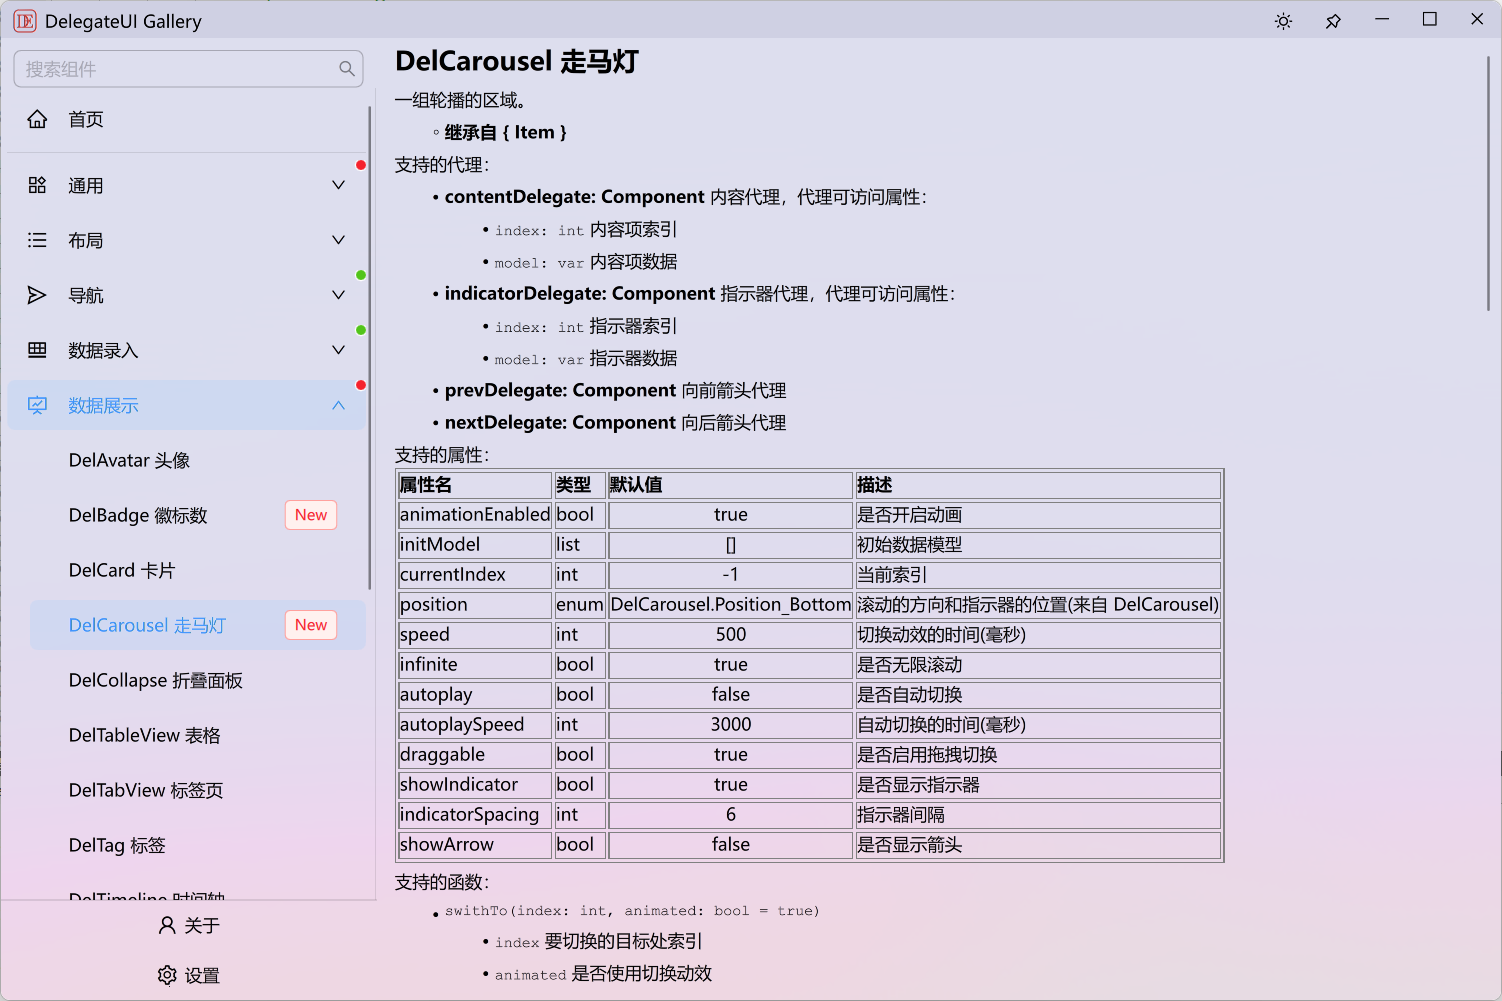 DelegateUI Gallery
搜索组件
首页
通用
布局
导航
数据录入
数据展示
DelAvatar 头像
DelBadge 徽标数
New
DelCard 卡片
DelCarousel 走马灯
New
DelCollapse 折叠面板
DelTableView 表格
DelTabView 标签页
DelTag 标签
DelTimeline 时间轴
关于
设置
DelCarousel 走马灯
一组轮播的区域。
继承自 { Item }
支持的代理：
• contentDelegate: Component 内容代理，代理可访问属性：
• index: int 内容项索引
• model: var 内容项数据
• indicatorDelegate: Component 指示器代理，代理可访问属性：
• index: int 指示器索引
• model: var 指示器数据
• prevDelegate: Component 向前箭头代理
• nextDelegate: Component 向后箭头代理
支持的属性：
属性名 类型 默认值 描述
animationEnabled bool true 是否开启动画
initModel list [] 初始数据模型
currentIndex int -1 当前索引
position enum DelCarousel.Position_Bottom 滚动的方向和指示器的位置(来自 DelCarousel)
speed int 500 切换动效的时间(毫秒)
infinite bool true 是否无限滚动
autoplay bool false 是否自动切换
autoplaySpeed int 3000 自动切换的时间(毫秒)
draggable bool true 是否启用拖拽切换
showIndicator bool true 是否显示指示器
indicatorSpacing int 6 指示器间隔
showArrow bool false 是否显示箭头
支持的函数：
• swithTo(index: int, animated: bool = true)
• index 要切换的目标处索引
• animated 是否使用切换动效